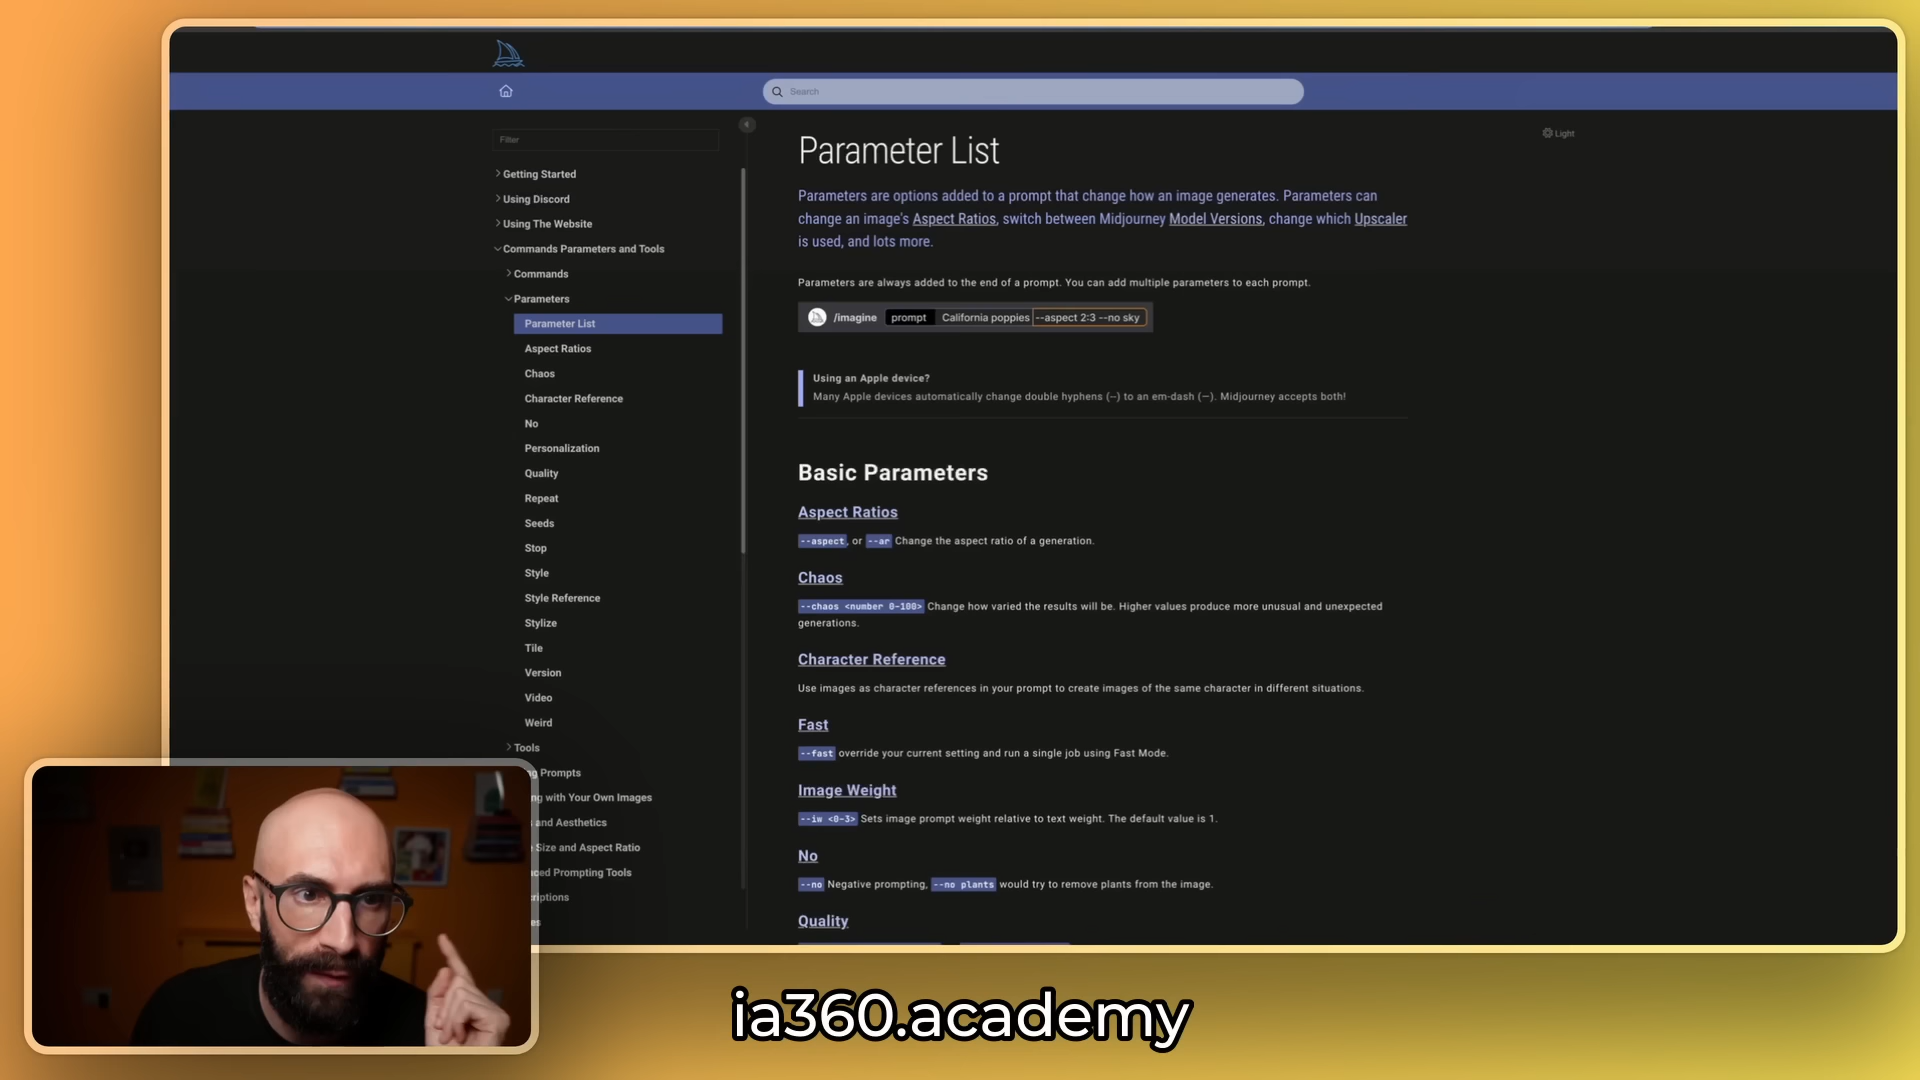 Search
Filter
Getting Started
Using Discord
Using The Website
Commands Parameters and Tools
Commands
Parameters
Parameter List
Aspect Ratios
Chaos
Character Reference
No
Personalization
Quality
Repeat
Seeds
Stop
Style
Style Reference
Stylize
Tile
Version
Video
Weird
Tools
Prompts
with Your Own Images
and Aesthetics
Size and Aspect Ratio
Prompting Tools
Parameter List
Light
Parameters are options added to a prompt that change how an image generates. Parameters can
change an image's Aspect Ratios, switch between Midjourney Model Versions, change which Upscaler
is used, and lots more.
Parameters are always added to the end of a prompt. You can add multiple parameters to each prompt.
/imagine prompt California poppies --aspect 2:3 --no sky
Using an Apple device?
Many Apple devices automatically change double hyphens (--) to an em-dash (—). Midjourney accepts both!
Basic Parameters
Aspect Ratios
--aspect, or --ar Change the aspect ratio of a generation.
Chaos
--chaos <number 0–100> Change how varied the results will be. Higher values produce more unusual and unexpected
generations.
Character Reference
Use images as character references in your prompt to create images of the same character in different situations.
Fast
--fast override your current setting and run a single job using Fast Mode.
Image Weight
--iw <0–3> Sets image prompt weight relative to text weight. The default value is 1.
No
--no Negative prompting, --no plants would try to remove plants from the image.
Quality
ia360.academy